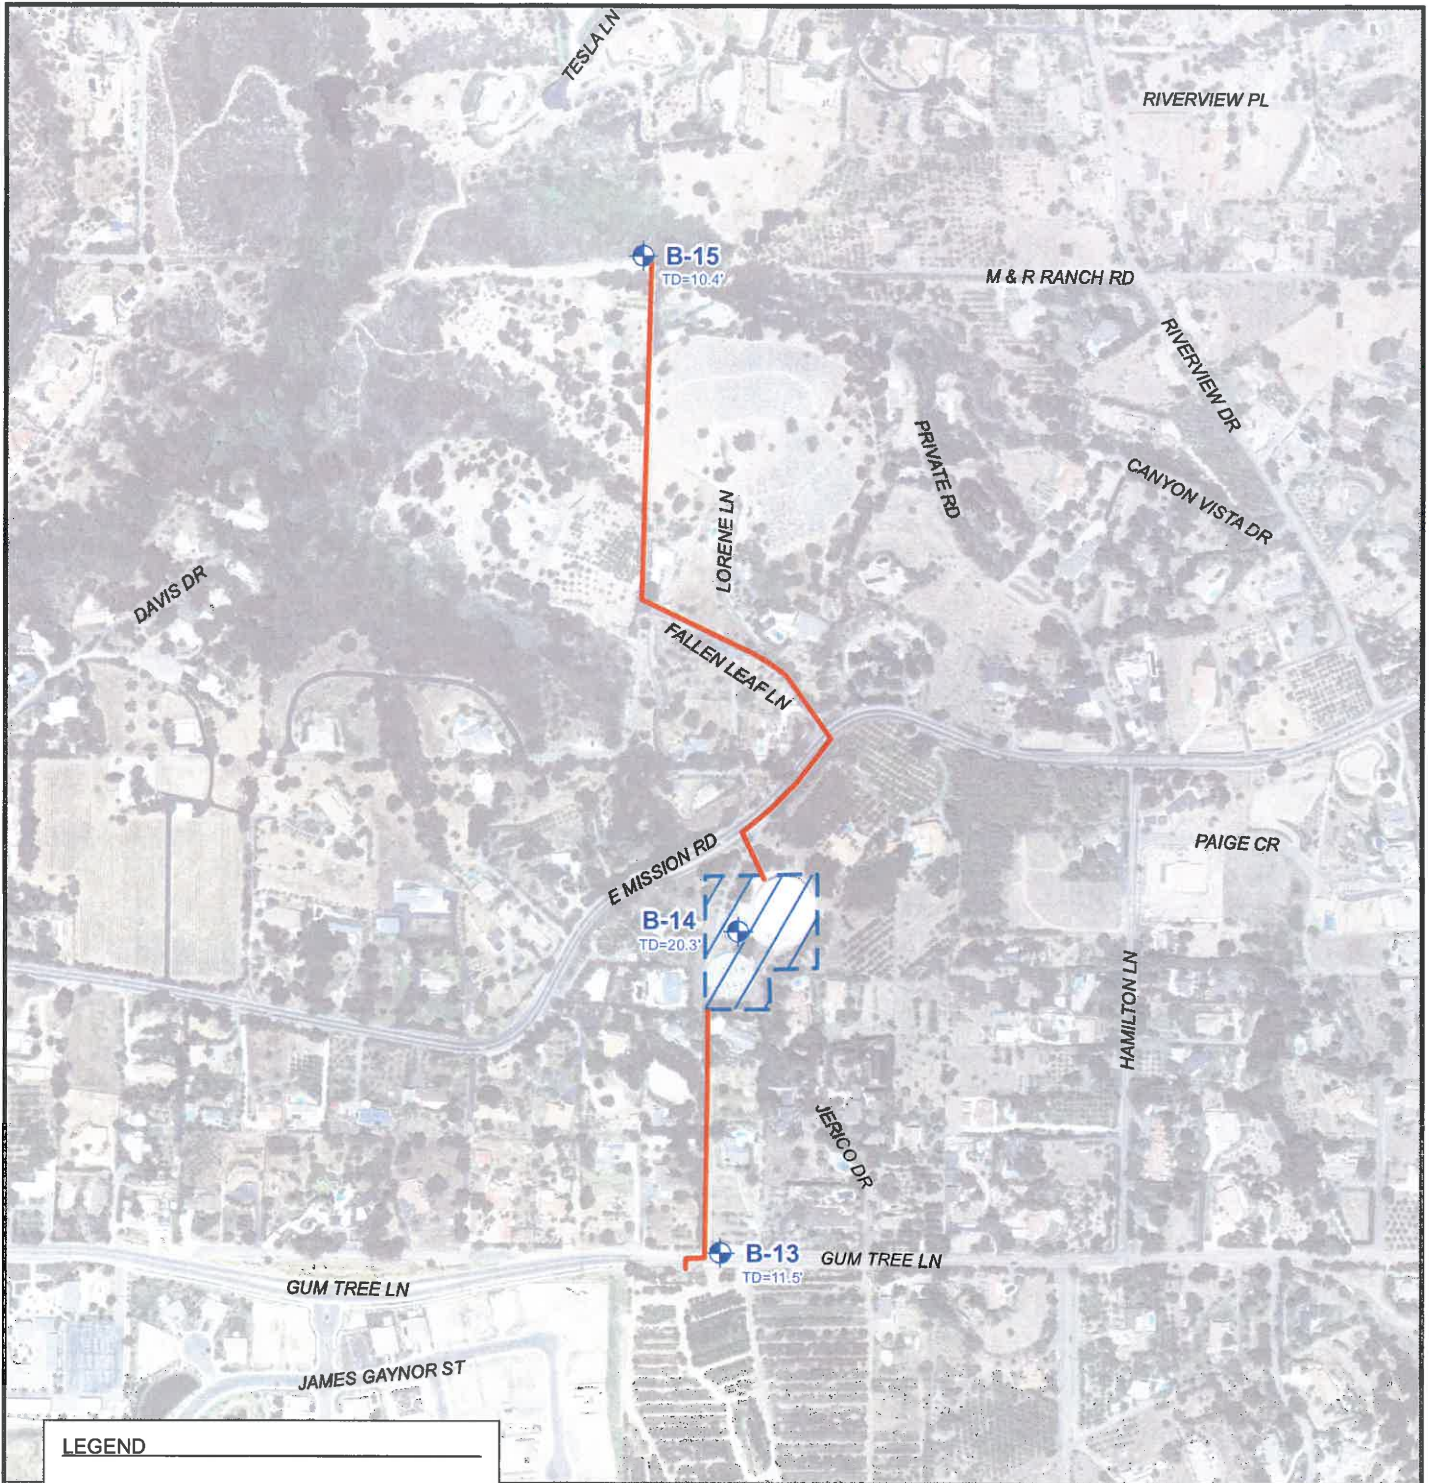 TESLA LN
RIVERVIEW PL
B-15
TD=10.4'
M & R RANCH RD
RIVERVIEW DR
PRIVATE RD
CANYON VISTA DR
LORENE LN
DAVIS DR
FALLEN LEAF LN
E MISSION RD
PAIGE CR
B-14
TD=20.3'
HAMILTON LN
JERICO DR
B-13
TD=11.5'
GUM TREE LN
GUM TREE LN
JAMES GAYNOR ST
LEGEND